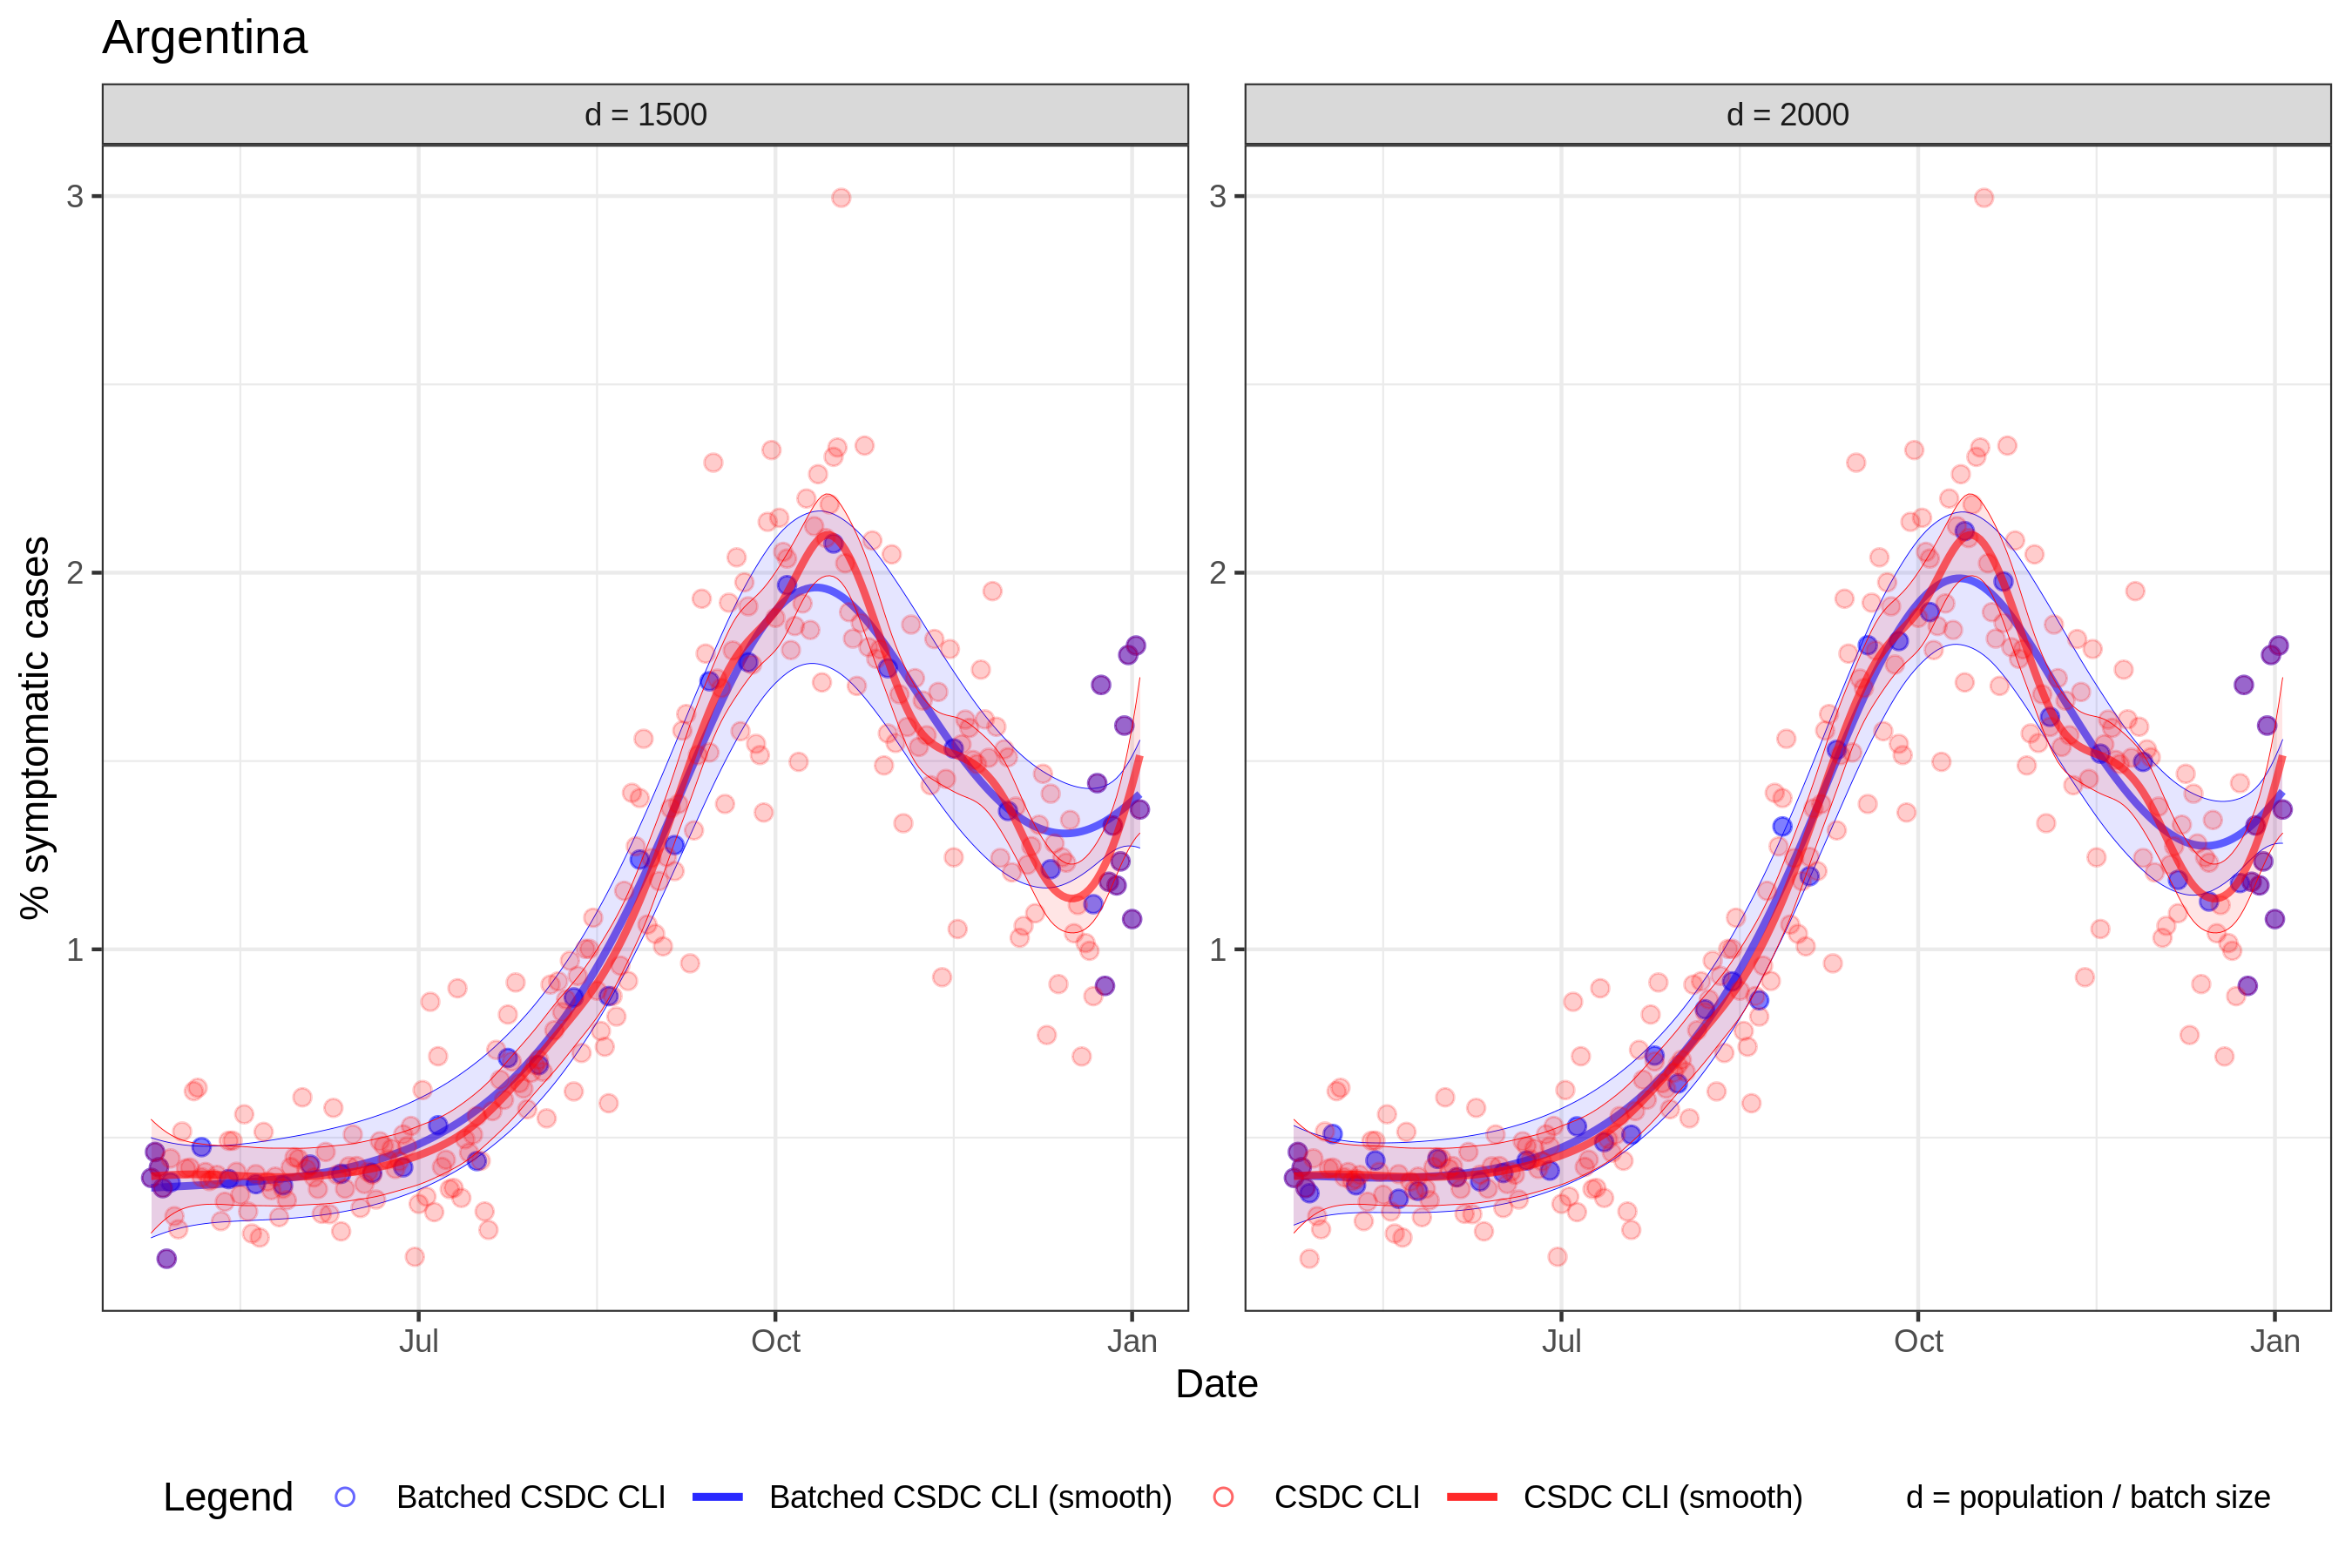 Argentina
d = 1500
d = 2000
% symptomatic cases
3
2
1
3
2
1
Jul
Oct
Jan
Jul
Oct
Jan
Date
Legend
Batched CSDC CLI
Batched CSDC CLI (smooth)
CSDC CLI
CSDC CLI (smooth)
d = population / batch size